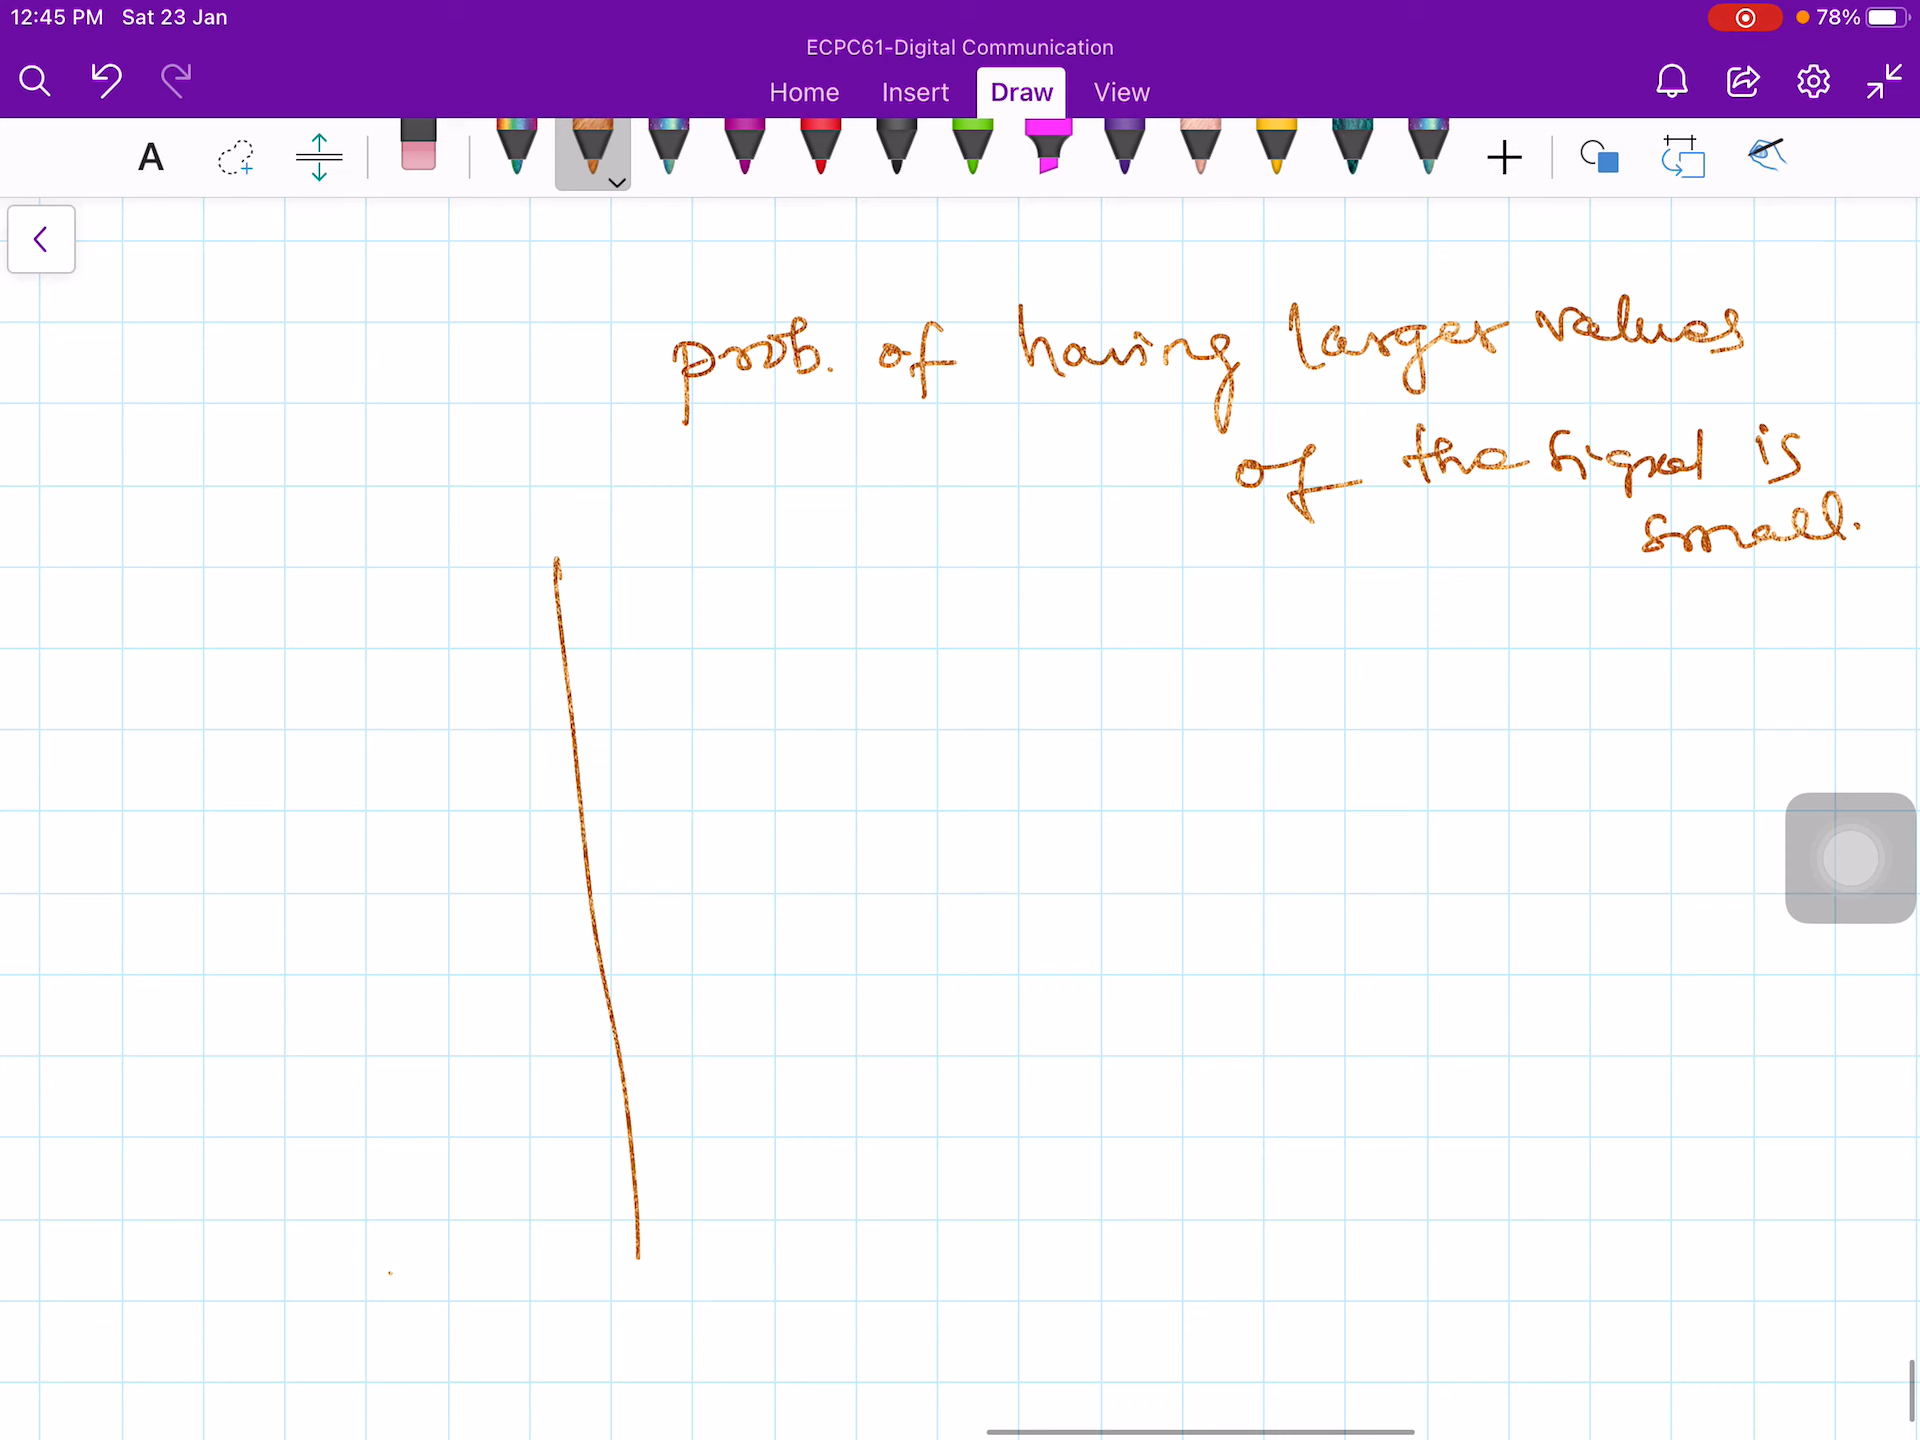 12:45 PM Sat 23 Jan
78%
ECPC61-Digital Communication
Home Insert Draw View
A
prob. of having larger values
of the signal is
small.